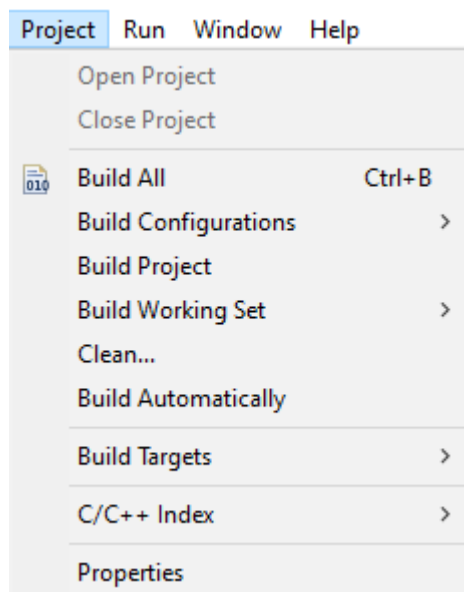 Project Run Window Help
Open Project
Close Project
010
Build All Ctrl+B
Build Configurations >
Build Project
Build Working Set >
Clean...
Build Automatically
Build Targets >
C/C++ Index >
Properties